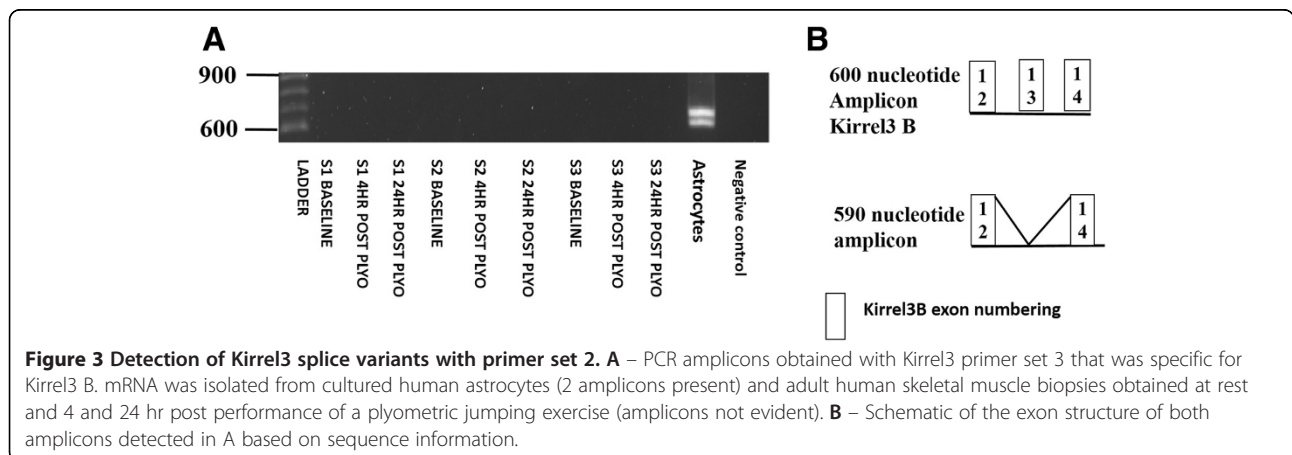 A
900
600
LADDER
S1 BASELINE
S1 4HR POST PLYO
S1 24HR POST PLYO
S2 BASELINE
S2 4HR POST PLYO
S2 24HR POST PLYO
S3 BASELINE
S3 4HR POST PLYO
S3 24HR POST PLYO
Astrocytes
Negative control
B
600 nucleotide
Amplicon
Kirrel3 B
1 1 1
2 3 4
590 nucleotide
amplicon
1 1
2 4
Kirrel3B exon numbering
Figure 3 Detection of Kirrel3 splice variants with primer set 2. A – PCR amplicons obtained with Kirrel3 primer set 3 that was specific for
Kirrel3 B. mRNA was isolated from cultured human astrocytes (2 amplicons present) and adult human skeletal muscle biopsies obtained at rest
and 4 and 24 hr post performance of a plyometric jumping exercise (amplicons not evident). B – Schematic of the exon structure of both
amplicons detected in A based on sequence information.